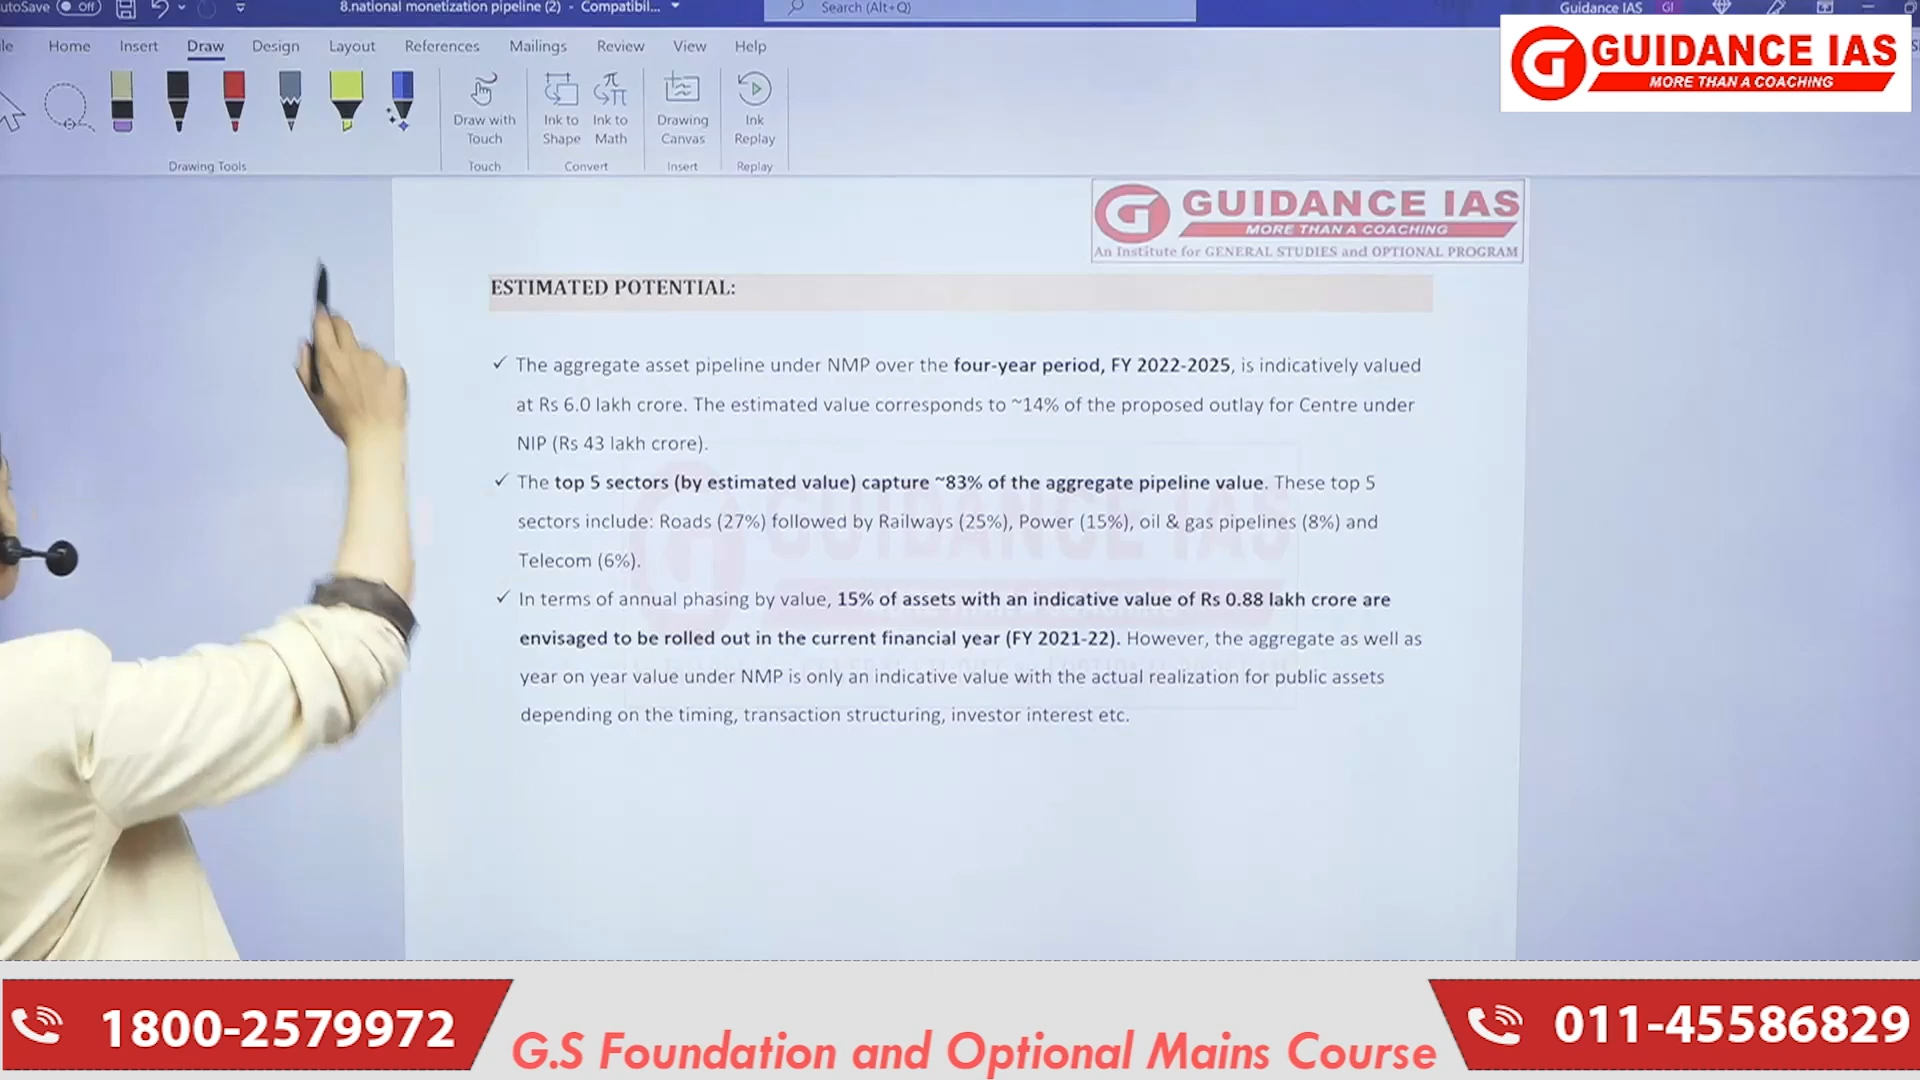 utoSave Off
8.national monetization pipeline (2) - Compatibil...
Search (Alt+Q)
Guidance IAS GI
le Home Insert Draw Design Layout References Mailings Review View Help
Draw with Touch
Ink to Shape
Ink to Math
Drawing Canvas
Ink Replay
Drawing Tools
Touch
Convert
Insert
Replay
GUIDANCE IAS
MORE THAN A COACHING
GUIDANCE IAS
MORE THAN A COACHING
An Institute for GENERAL STUDIES and OPTIONAL PROGRAM
ESTIMATED POTENTIAL:
✓ The aggregate asset pipeline under NMP over the four-year period, FY 2022-2025, is indicatively valued
at Rs 6.0 lakh crore. The estimated value corresponds to ~14% of the proposed outlay for Centre under
NIP (Rs 43 lakh crore).
✓ The top 5 sectors (by estimated value) capture ~83% of the aggregate pipeline value. These top 5
sectors include: Roads (27%) followed by Railways (25%), Power (15%), oil & gas pipelines (8%) and
Telecom (6%).
✓ In terms of annual phasing by value, 15% of assets with an indicative value of Rs 0.88 lakh crore are
envisaged to be rolled out in the current financial year (FY 2021-22). However, the aggregate as well as
year on year value under NMP is only an indicative value with the actual realization for public assets
depending on the timing, transaction structuring, investor interest etc.
GUIDANCE IAS
1800-2579972
G.S Foundation and Optional Mains Course
011-45586829